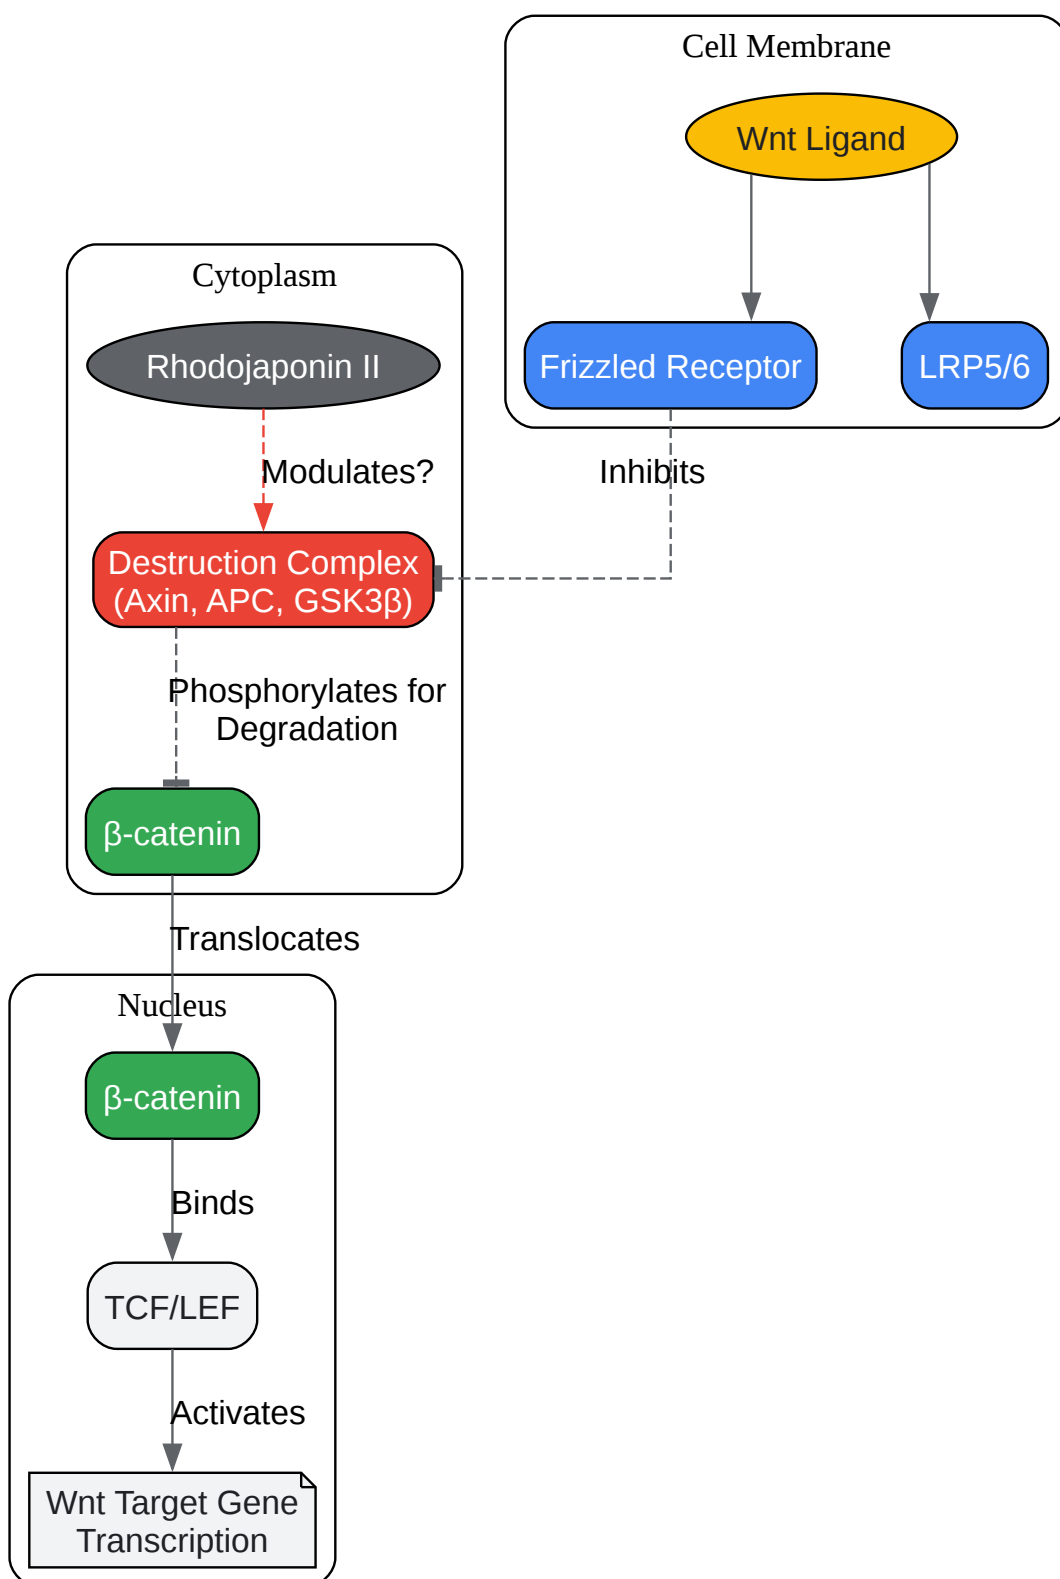 Cell Membrane
Wnt Ligand
Cytoplasm
Rhodojaponin II
Frizzled Receptor
LRP5/6
Modulates?
Inhibits
Destruction Complex
(Axin, APC, GSK3β)
Phosphorylates for
Degradation
β-catenin
Translocates
Nucleus
β-catenin
Binds
TCF/LEF
Activates
Wnt Target Gene
Transcription